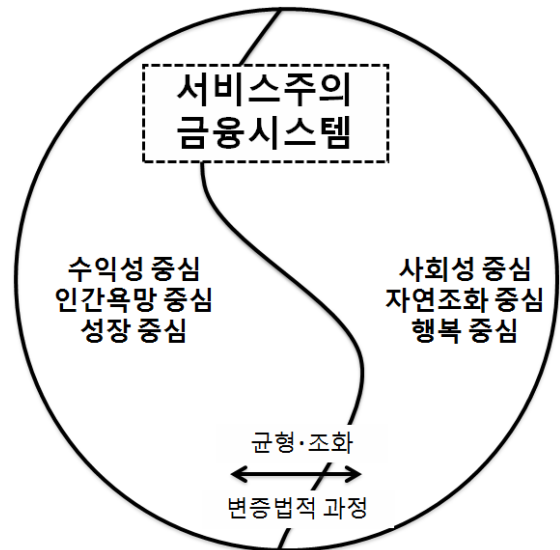 서비스주의
금융시스템
수익성 중심
인간욕망 중심
성장 중심
사회성 중심
자연조화 중심
행복 중심
균형·조화
변증법적 과정